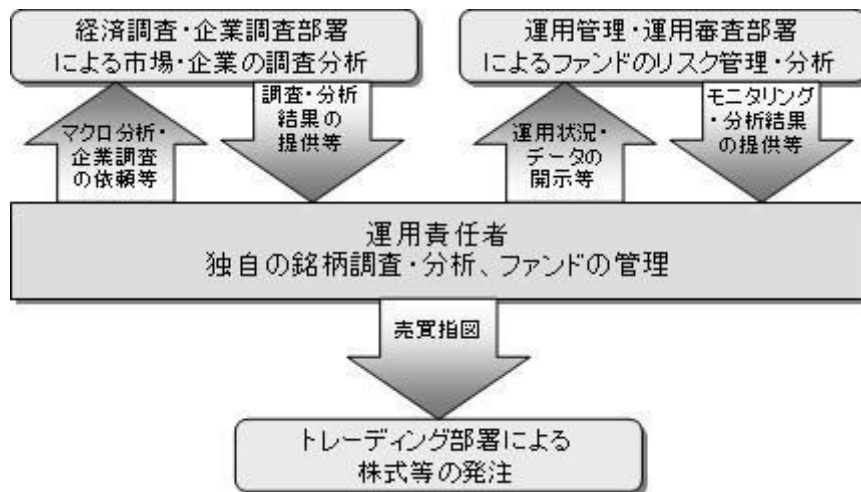 経済調査・企業調査部署
による市場・企業の調査分析
運用管理・運用審査部署
によるファンドのリスク管理・分析
マクロ分析・
企業調査
の依頼等
調査・分析
結果の
提供等
運用状況・
データの
開示等
モニタリング
・分析結果
の提供等
運用責任者
独自の銘柄調査・分析、ファンドの管理
売買指図
トレーディング部署による
株式等の発注